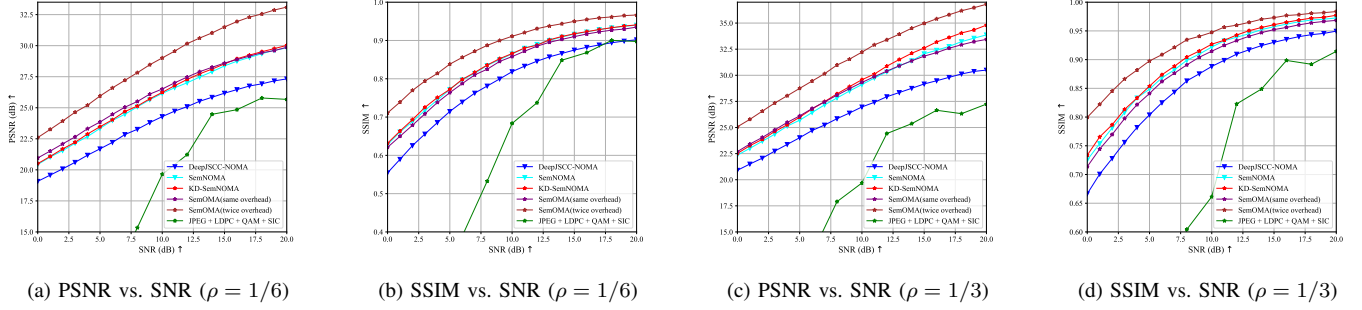 PSNR (dB) ↑
35.0
32.5
30.0
27.5
25.0
22.5
20.0
17.5
15.0
0.0 2.5 5.0 7.5 10.0 12.5 15.0 17.5 20.0
SNR (dB) ↑
DeepJSCC-NOMA
SemNOMA
KD-SemNOMA
SemOMA(same overhead)
SemOMA(twice overhead)
JPEG + LDPC + QAM + SIC
(a) PSNR vs. SNR (ρ = 1/6)
SSIM ↑
1.0
0.9
0.8
0.7
0.6
0.5
0.4
0.0 2.5 5.0 7.5 10.0 12.5 15.0 17.5 20.0
SNR (dB) ↑
DeepJSCC-NOMA
SemNOMA
KD-SemNOMA
SemOMA(same overhead)
SemOMA(twice overhead)
JPEG + LDPC + QAM + SIC
(b) SSIM vs. SNR (ρ = 1/6)
PSNR (dB) ↑
35.0
32.5
30.0
27.5
25.0
22.5
20.0
17.5
15.0
0.0 2.5 5.0 7.5 10.0 12.5 15.0 17.5 20.0
SNR (dB) ↑
DeepJSCC-NOMA
SemNOMA
KD-SemNOMA
SemOMA(same overhead)
SemOMA(twice overhead)
JPEG + LDPC + QAM + SIC
(c) PSNR vs. SNR (ρ = 1/3)
SSIM ↑
1.00
0.95
0.90
0.85
0.80
0.75
0.70
0.65
0.60
0.0 2.5 5.0 7.5 10.0 12.5 15.0 17.5 20.0
SNR (dB) ↑
DeepJSCC-NOMA
SemNOMA
KD-SemNOMA
SemOMA(same overhead)
SemOMA(twice overhead)
JPEG + LDPC + QAM + SIC
(d) SSIM vs. SNR (ρ = 1/3)